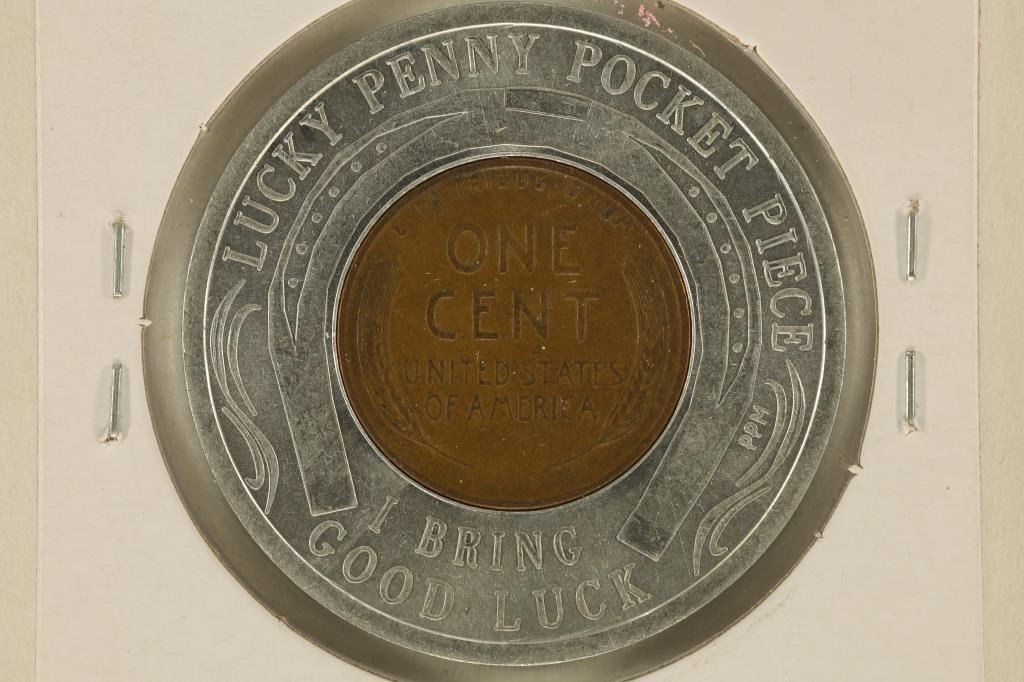 LUCKY PENNY POCKET PIECE
ONE
CENT
UNITED·STATES
OF AMERICA
PPM
I BRING
GOOD LUCK